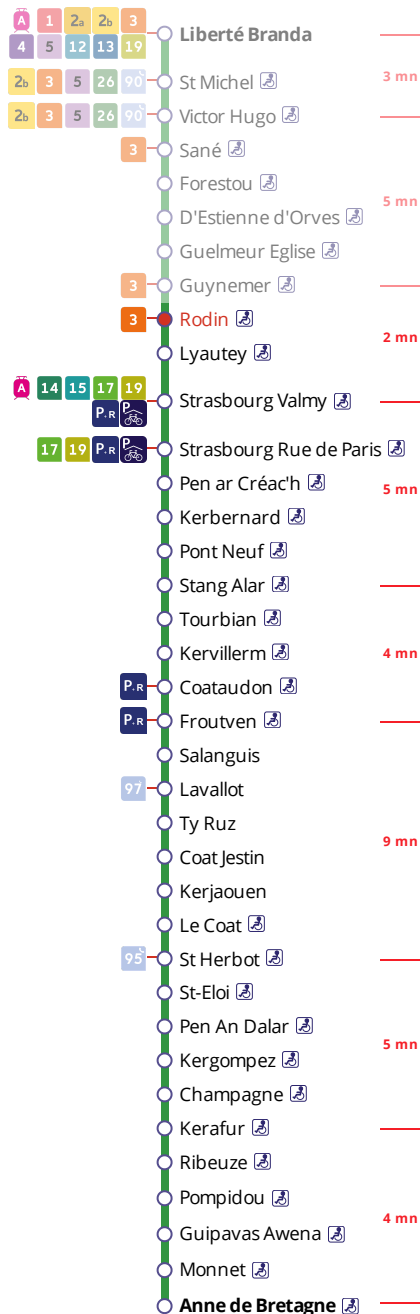 A 1 2a 2b 3
Liberté Branda
4 5 12 13 19
3 mn
2b 3 5 26 90 St Michel
2b 3 5 26 90 Victor Hugo
3 Sané
Forestou
5 mn
D'Estienne d'Orves
Guelmeur Eglise
3 Guynemer
3 Rodin
2 mn
Lyautey
A 14 15 17 19
Strasbourg Valmy
P+R P
17 19 P+R P Strasbourg Rue de Paris
Pen ar Créac'h
5 mn
Kerbernard
Pont Neuf
Stang Alar
Tourbian
Kervillerm
4 mn
P+R Coataudon
P+R Froutven
Salanguis
97 Lavallot
Ty Ruz
9 mn
Coat Jestin
Kerjaouen
Le Coat
95 St Herbot
St-Eloi
Pen An Dalar
5 mn
Kergompez
Champagne
Kerafur
Ribeuze
Pompidou
4 mn
Guipavas Awena
Monnet
Anne de Bretagne